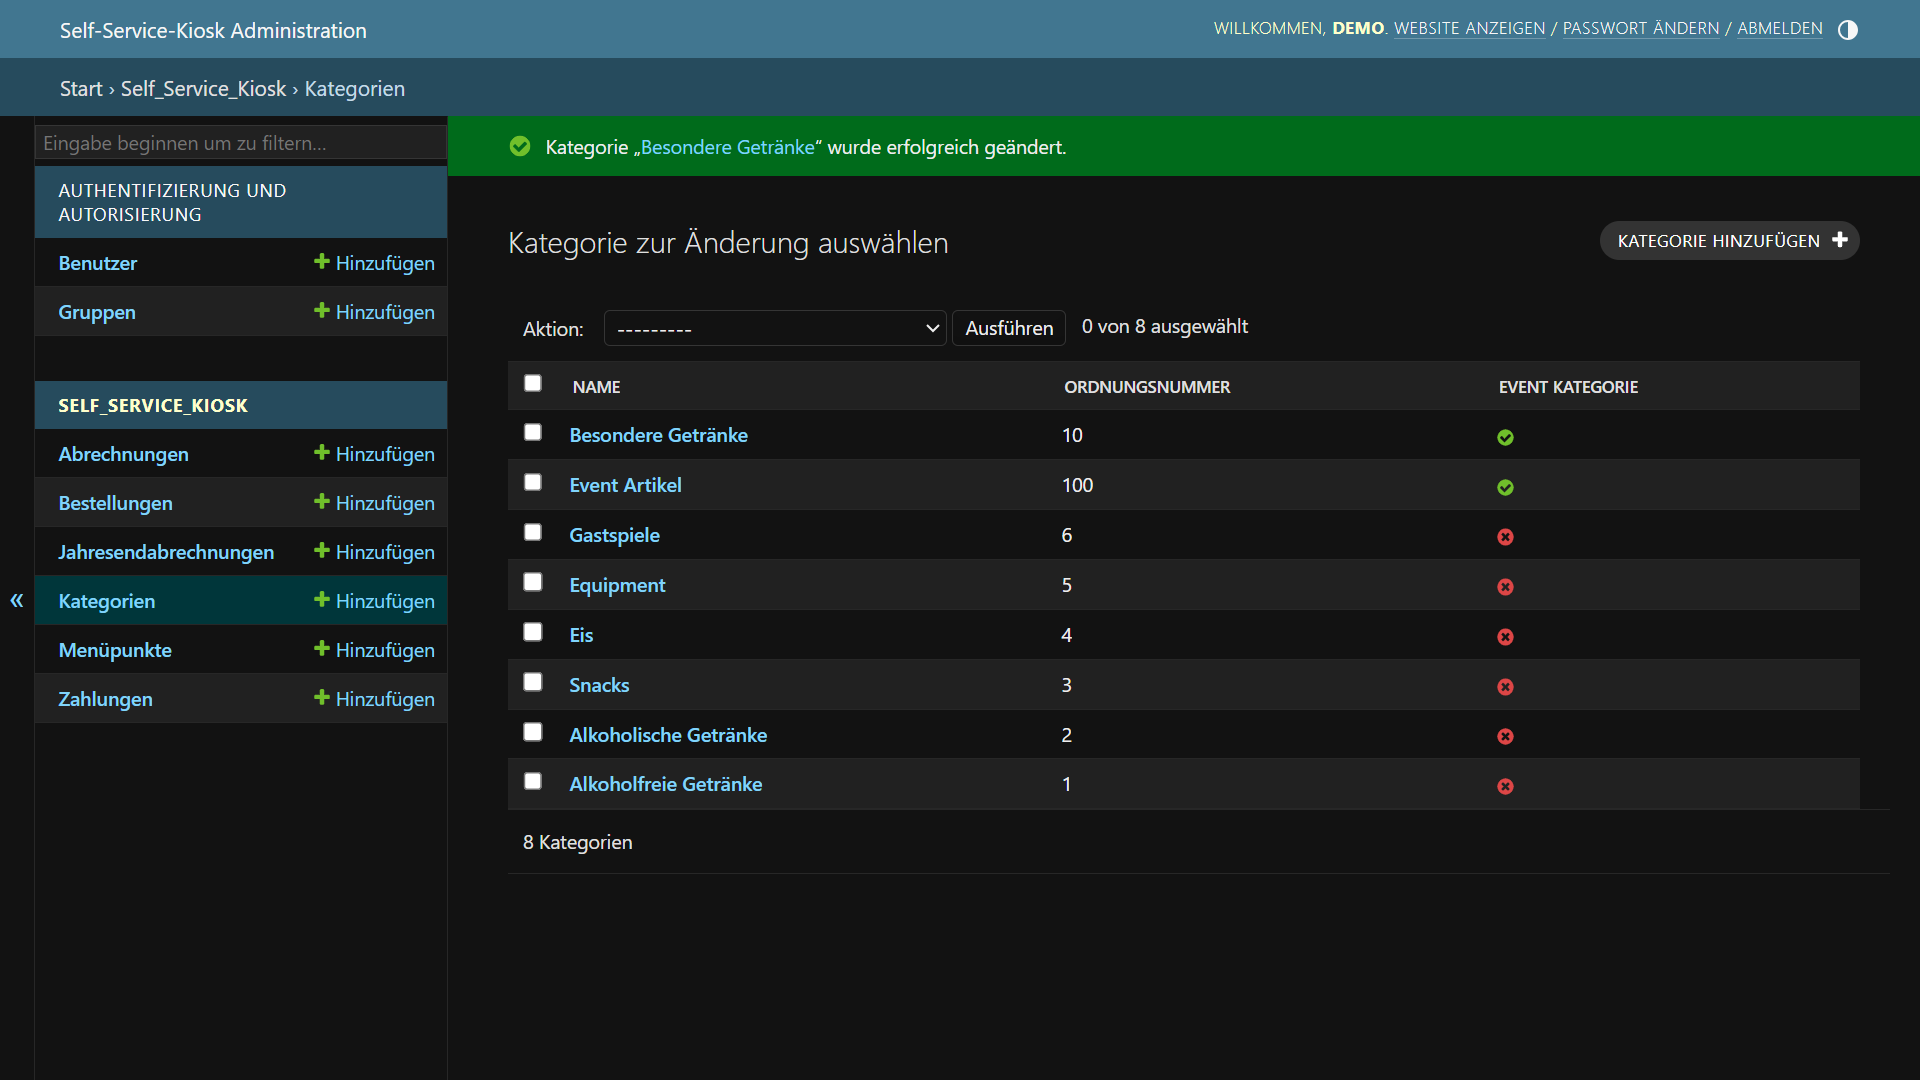 Self-Service-Kiosk Administration
WILLKOMMEN, DEMO. WEBSITE ANZEIGEN / PASSWORT ÄNDERN / ABMELDEN
Start › Self_Service_Kiosk › Kategorien
Eingabe beginnen um zu filtern...
AUTHENTIFIZIERUNG UND
AUTORISIERUNG
Benutzer Hinzufügen
Gruppen Hinzufügen
SELF_SERVICE_KIOSK
Abrechnungen Hinzufügen
Bestellungen Hinzufügen
Jahresendabrechnungen Hinzufügen
« Kategorien Hinzufügen
Menüpunkte Hinzufügen
Zahlungen Hinzufügen
Kategorie „Besondere Getränke“ wurde erfolgreich geändert.
Kategorie zur Änderung auswählen
KATEGORIE HINZUFÜGEN
Aktion: --------- Ausführen 0 von 8 ausgewählt
NAME ORDNUNGSNUMMER EVENT KATEGORIE
Besondere Getränke 10
Event Artikel 100
Gastspiele 6
Equipment 5
Eis 4
Snacks 3
Alkoholische Getränke 2
Alkoholfreie Getränke 1
8 Kategorien